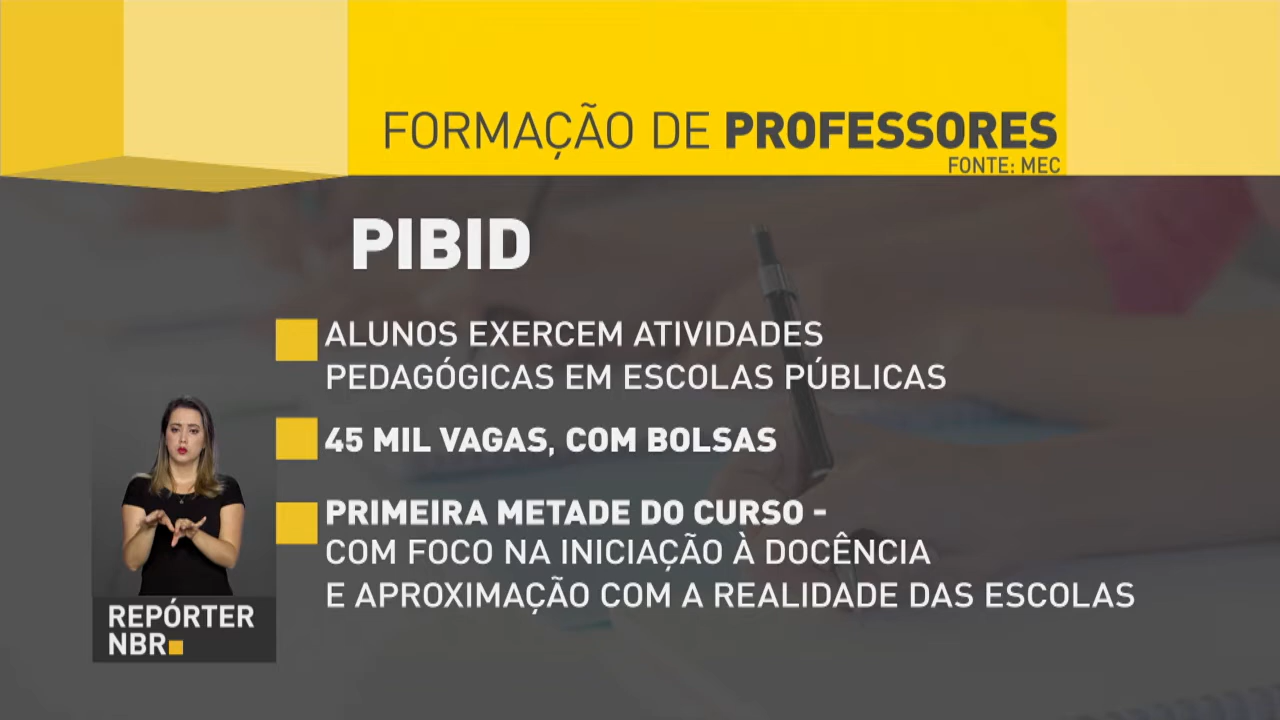 FORMAÇÃO DE PROFESSORES
FONTE: MEC
PIBID
ALUNOS EXERCEM ATIVIDADES
PEDAGÓGICAS EM ESCOLAS PÚBLICAS
45 MIL VAGAS, COM BOLSAS
PRIMEIRA METADE DO CURSO -
COM FOCO NA INICIAÇÃO À DOCÊNCIA
E APROXIMAÇÃO COM A REALIDADE DAS ESCOLAS
REPÓRTER
NBR